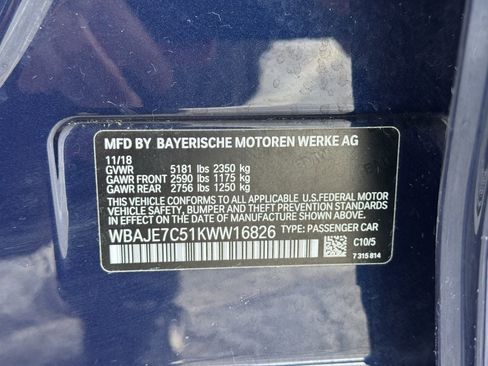 MFD BY BAYERISCHE MOTOREN WERKE AG
11/18
GVWR 5181 lbs 2350 kg
GAWR FRONT 2590 lbs 1175 kg
GAWR REAR 2756 lbs 1250 kg
THIS VEHICLE CONFORMS TO ALL APPLICABLE U.S.FEDERAL MOTOR
VEHICLE SAFETY, BUMPER, AND THEFT PREVENTION STANDARDS
IN EFFECT ON THE DATE OF MANUFACTURE SHOWN ABOVE.
WBAJE7C51KWW16826 TYPE: PASSENGER CAR
C10/5
7 315 814